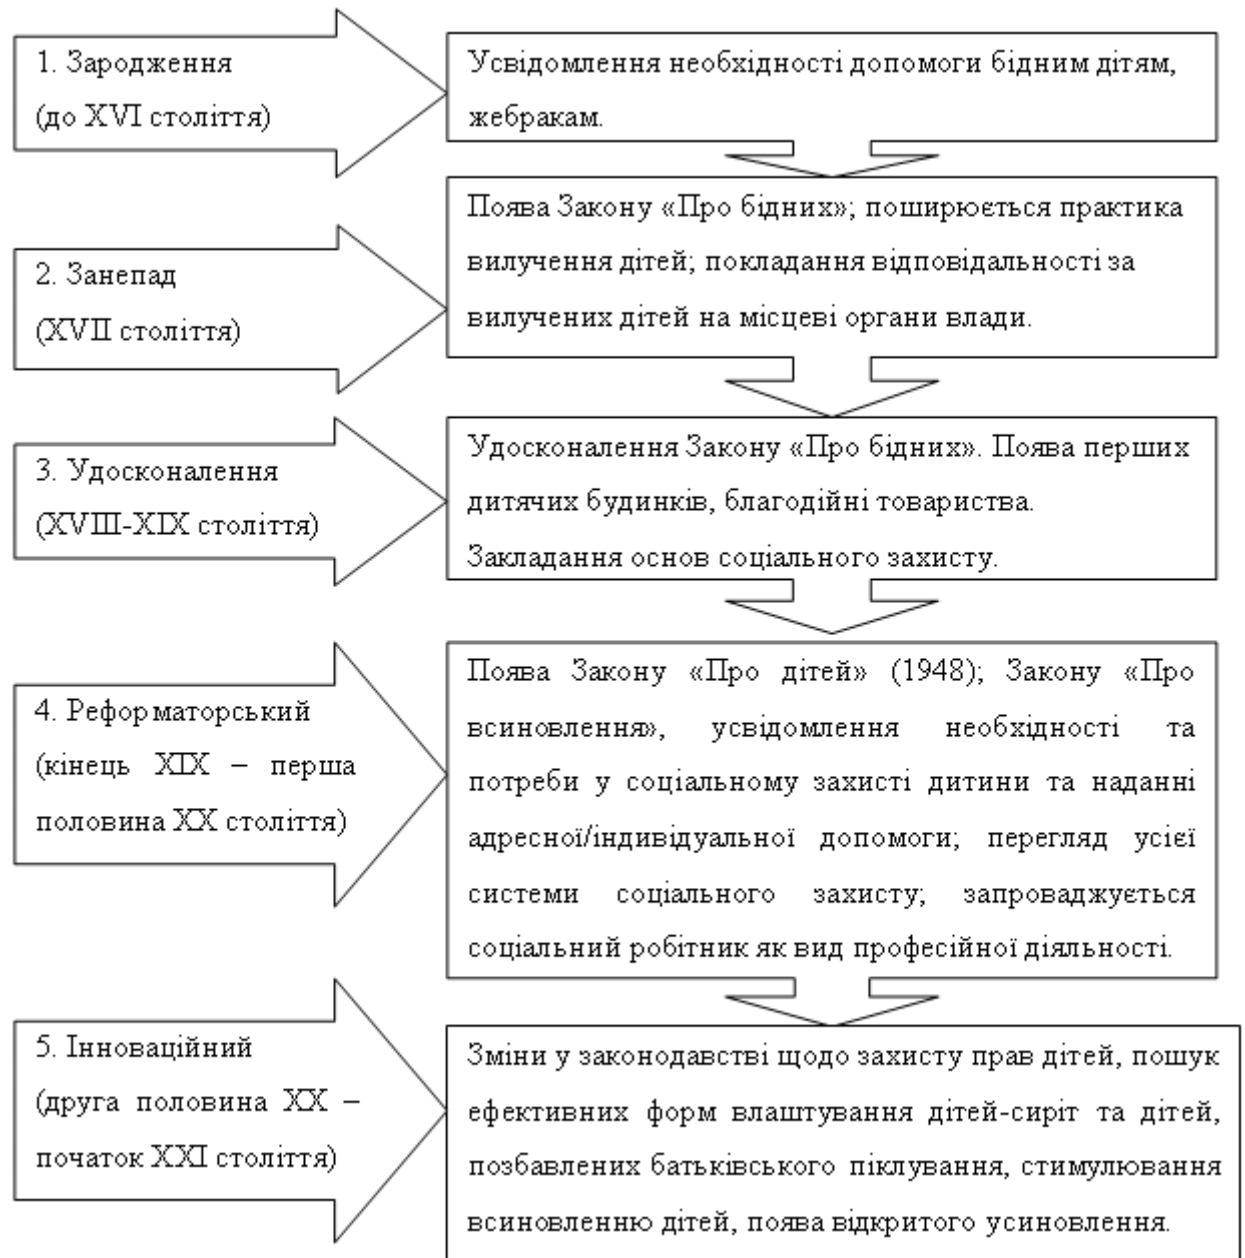 1. Зародження
(до XVI століття)
Усвідомлення необхідності допомоги бідним дітям,
жебракам.
2. Занепад
(XVII століття)
Поява Закону «Про бідних»; поширюється практика
вилучення дітей; покладання відповідальності за
вилучених дітей на місцеві органи влади.
3. Удосконалення
(XVIII-XIX століття)
Удосконалення Закону «Про бідних». Поява перших
дитячих будинків, благодійні товариства.
Закладання основ соціального захисту.
4. Реформаторський
(кінець XIX – перша
половина XX століття)
Поява Закону «Про дітей» (1948); Закону «Про
всиновлення», усвідомлення необхідності та
потреби у соціальному захисті дитини та наданні
адресної/індивідуальної допомоги; перегляд усієї
системи соціального захисту; запроваджується
соціальний робітник як вид професійної діяльності.
5. Інноваційний
(друга половина XX –
початок XXI століття)
Зміни у законодавстві щодо захисту прав дітей, пошук
ефективних форм влаштування дітей-сиріт та дітей,
позбавлених батьківського піклування, стимулювання
всиновленню дітей, поява відкритого усиновлення.